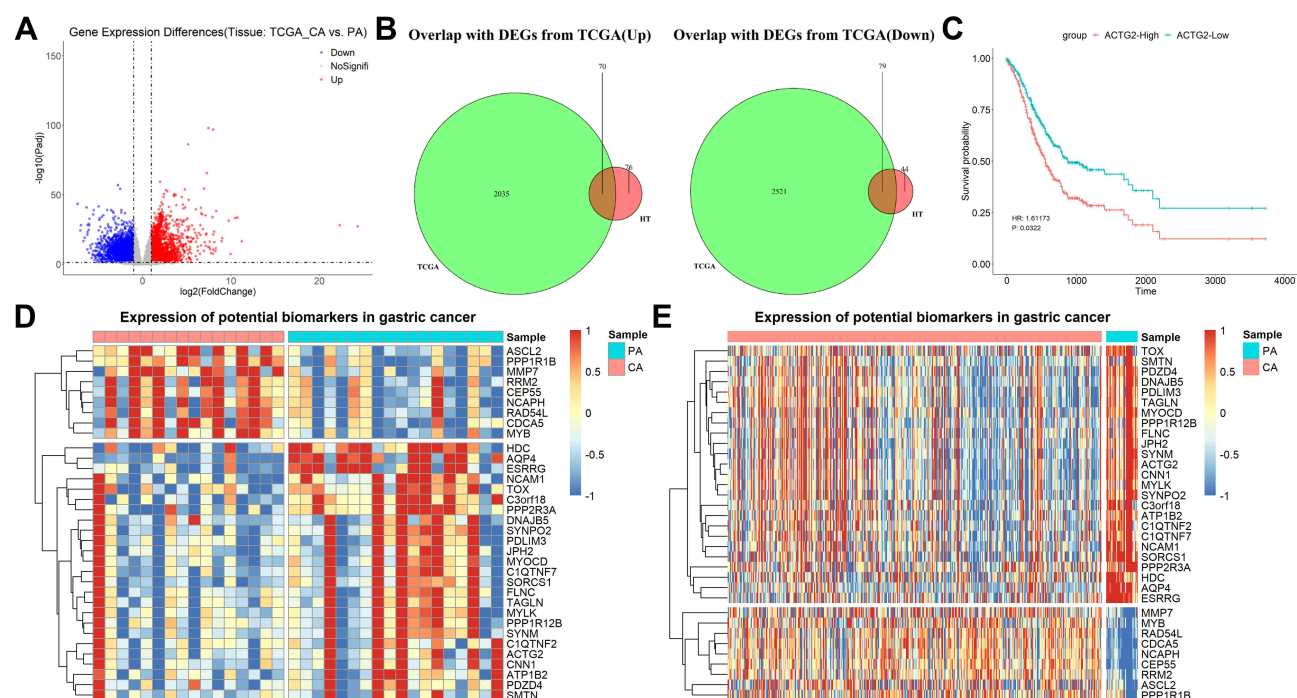 A
Gene Expression Differences(Tissue: TCGA_CA vs. PA)
150
100
50
0
-log10(Padj)
0
10
20
log2(FoldChange)
Down
NoSignifi
Up
B
Overlap with DEGs from TCGA(Up)
70
2035
26
HT
TCGA
Overlap with DEGs from TCGA(Down)
79
2521
44
HT
TCGA
C
group
ACTG2-High
ACTG2-Low
1.00
0.75
0.50
0.25
0.00
Survival probability
HR: 1.61173
P: 0.0322
0
1000
2000
3000
4000
Time
D
Expression of potential biomarkers in gastric cancer
Sample
ASCL2
PPP1R1B
MMP7
RRM2
CEP55
NCAPH
RAD54L
CDCA5
MYB
HDC
AQP4
ESRRG
NCAM1
TOX
C3orf18
PPP2R3A
DNAJB5
SYNPO2
PDLIM3
JPH2
MYOCD
C1QTNF7
SORCS1
FLNC
TAGLN
MYLK
PPP1R12B
SYNM
C1QTNF2
ACTG2
CNN1
ATP1B2
PDZD4
SMTN
1
0.5
0
-0.5
-1
Sample
PA
CA
E
Expression of potential biomarkers in gastric cancer
Sample
TOX
SMTN
PDZD4
DNAJB5
PDLIM3
TAGLN
MYOCD
PPP1R12B
FLNC
JPH2
SYNM
ACTG2
CNN1
MYLK
SYNPO2
C3orf18
ATP1B2
C1QTNF2
C1QTNF7
NCAM1
SORCS1
PPP2R3A
HDC
AQP4
ESRRG
MMP7
MYB
RAD54L
CDCA5
NCAPH
CEP55
RRM2
ASCL2
PPP1R1B
1
0.5
0
-0.5
-1
Sample
PA
CA